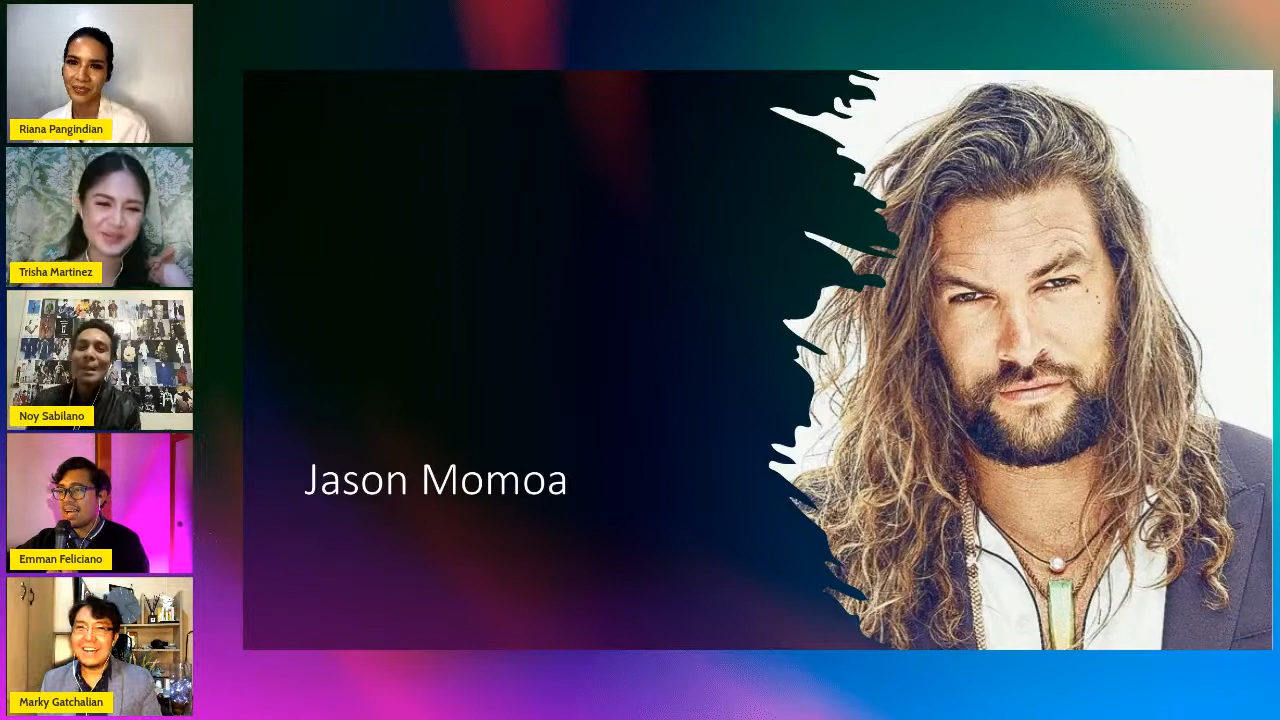 Riana Pangindian
Trisha Martinez
Noy Sabilano
Emman Feliciano
Marky Gatchalian
Jason Momoa